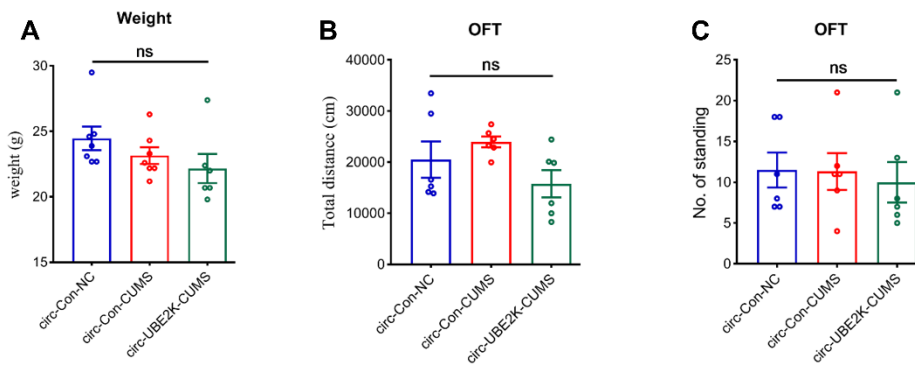 A
Weight
ns
weight (g)
30
25
20
15
circ-Con-NC
circ-Con-CUMS
circ-UBE2K-CUMS
B
OFT
ns
Total distance (cm)
40000
30000
20000
10000
0
circ-Con-NC
circ-Con-CUMS
circ-UBE2K-CUMS
C
OFT
ns
No. of standing
25
20
15
10
5
0
circ-Con-NC
circ-Con-CUMS
circ-UBE2K-CUMS